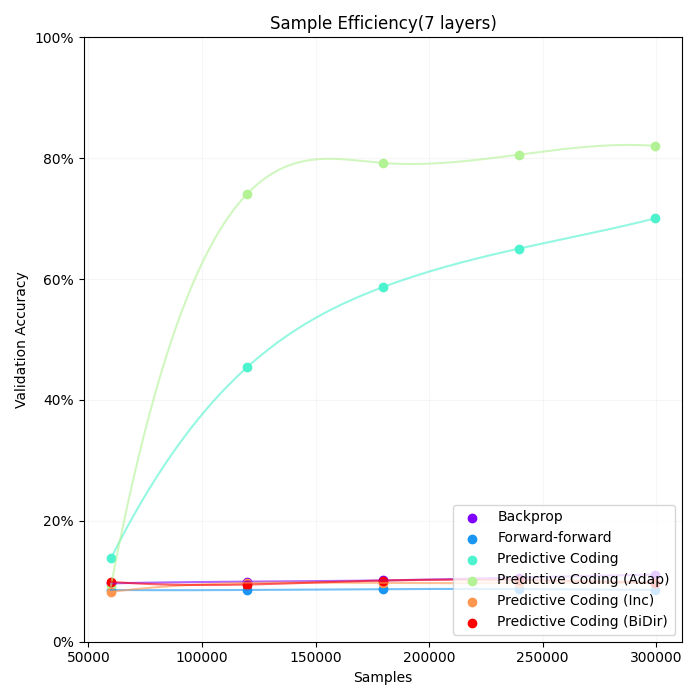 Sample Efficiency(7 layers)
100%
80%
60%
40%
20%
0%
Validation Accuracy
Backprop
Forward-forward
Predictive Coding
Predictive Coding (Adap)
Predictive Coding (Inc)
Predictive Coding (BiDir)
50000 100000 150000 200000 250000 300000
Samples